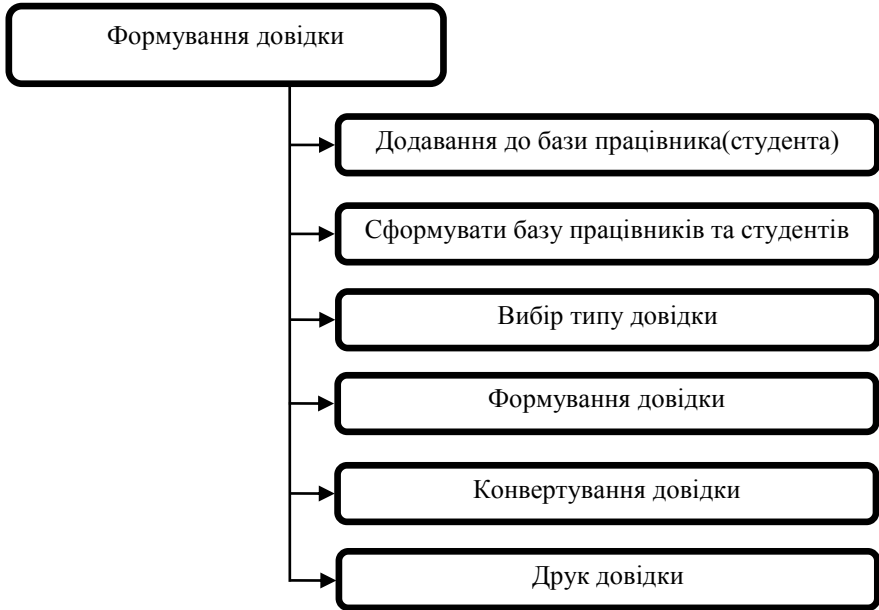 Формування довідки
Додавання до бази працівника(студента)
Сформувати базу працівників та студентів
Вибір типу довідки
Формування довідки
Конвертування довідки
Друк довідки